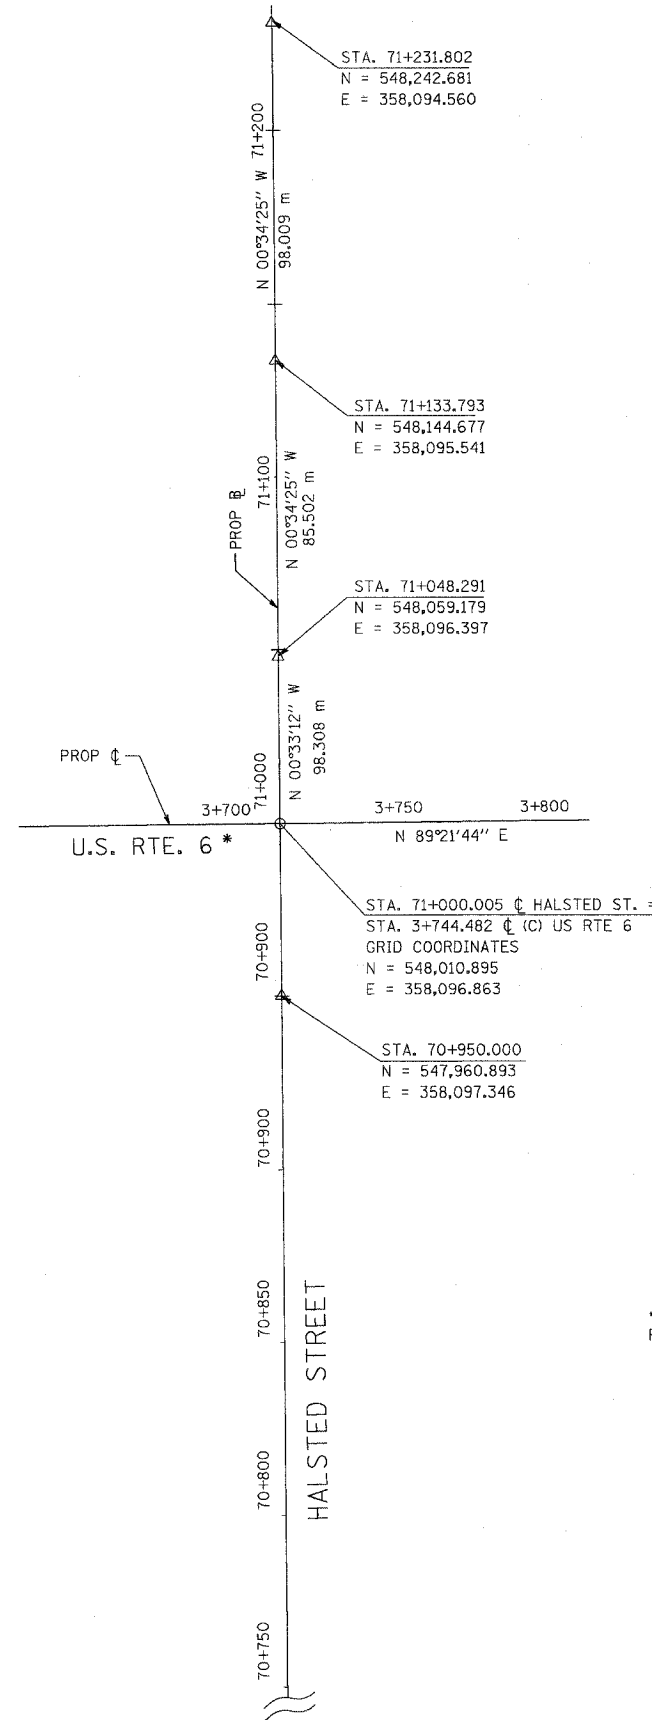 STA. 71+231.802
N = 548,242.681
E = 358,094.560
71+200
N 00°34'25" W
98.009 m
STA. 71+133.793
N = 548,144.677
E = 358,095.541
71+100
N 00°34'25" W
85.502 m
PROP ⅊
STA. 71+048.291
N = 548,059.179
E = 358,096.397
N 00°33'12" W
98.308 m
71+000
PROP ℄
3+700
3+750
3+800
U.S. RTE. 6 *
N 89°21'44" E
STA. 71+000.005 ℄ HALSTED ST. =
STA. 3+744.482 ℄ (C) US RTE 6
GRID COORDINATES
N = 548,010.895
E = 358,096.863
70+900
STA. 70+950.000
N = 547,960.893
E = 358,097.346
70+900
70+850
HALSTED STREET
70+800
70+750